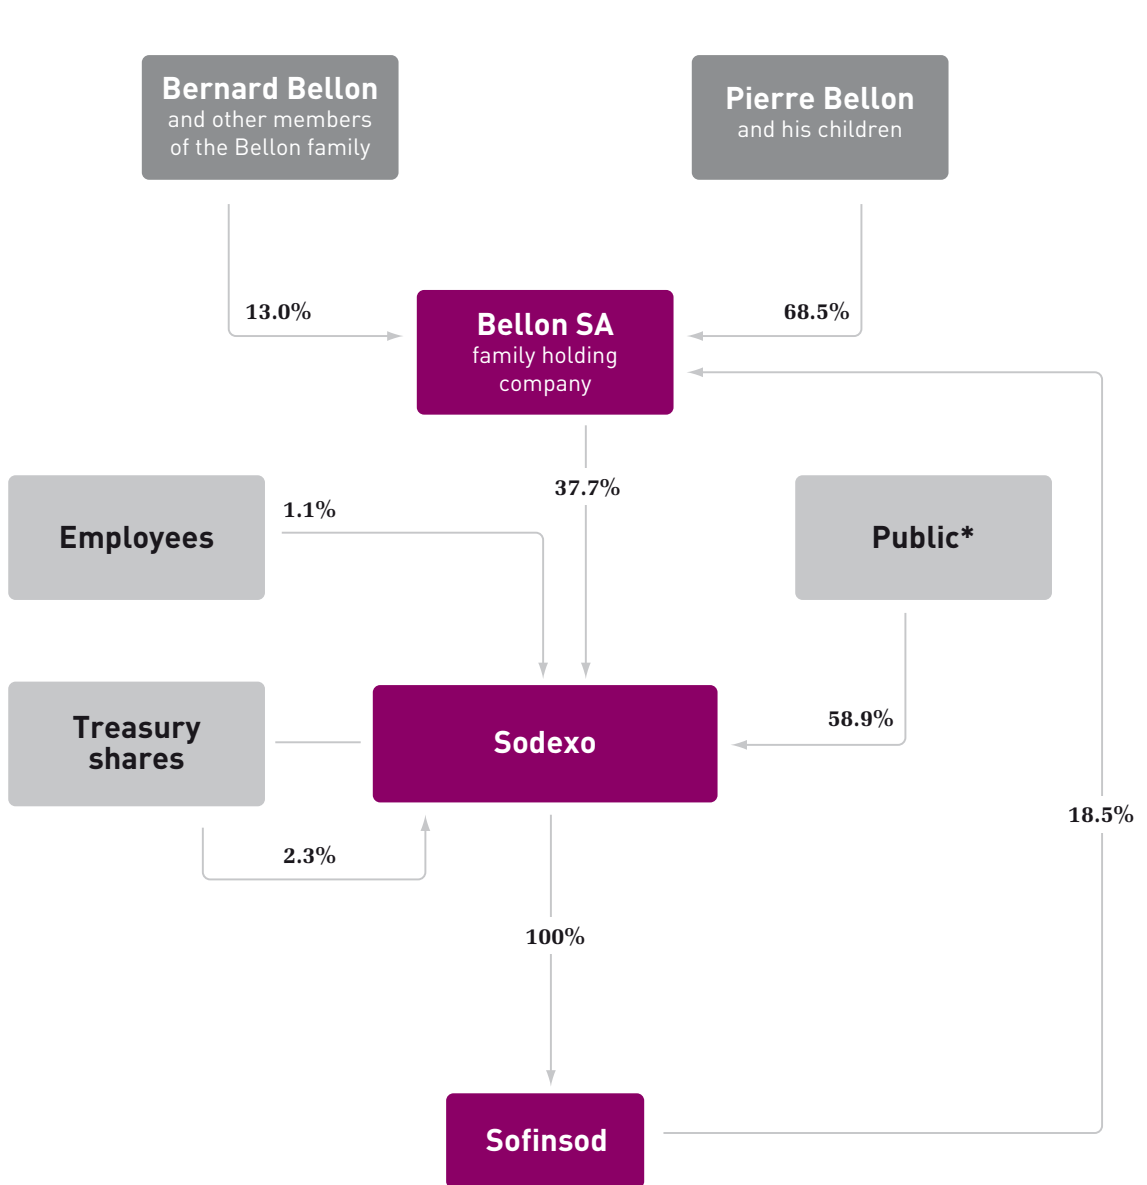 Bernard Bellon
and other members
of the Bellon family
Pierre Bellon
and his children
13.0%
68.5%
Bellon SA
family holding
company
37.7%
Employees
1.1%
Public*
Treasury
shares
Sodexo
58.9%
18.5%
2.3%
100%
Sofinsod